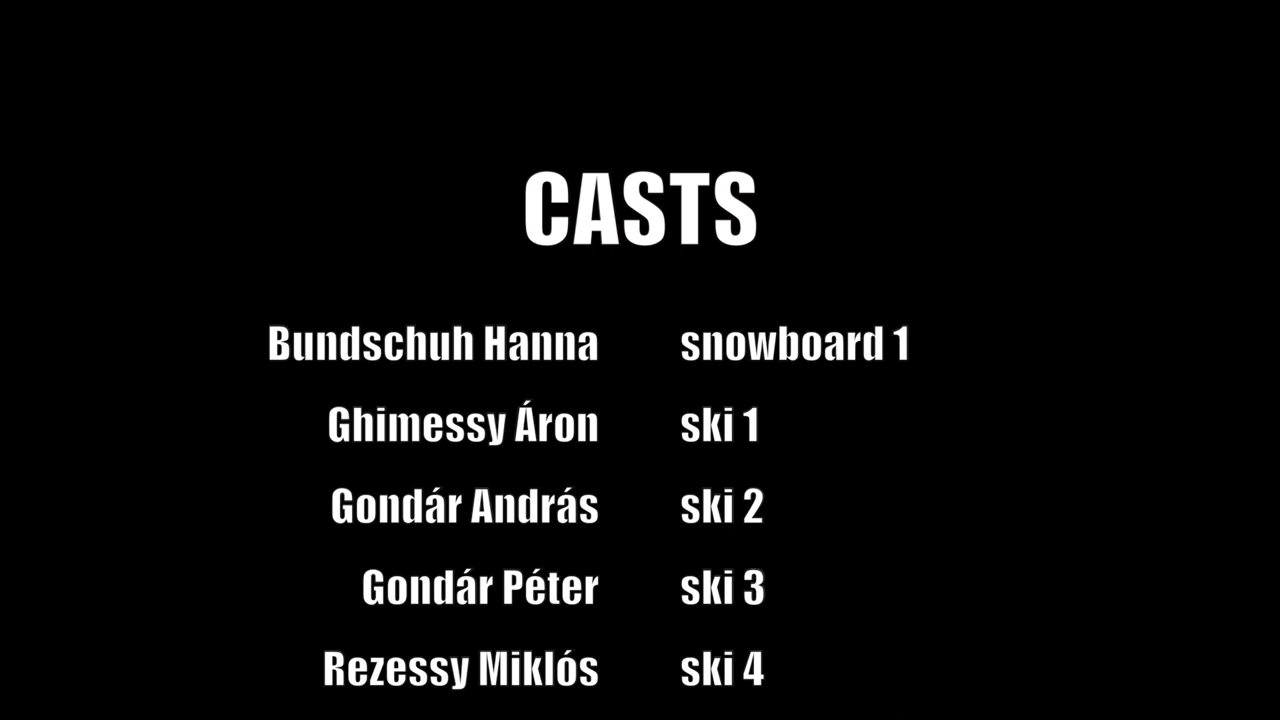 CASTS
Bundschuh Hanna snowboard 1
Ghimessy Áron ski 1
Gondár András ski 2
Gondár Péter ski 3
Rezessy Miklós ski 4